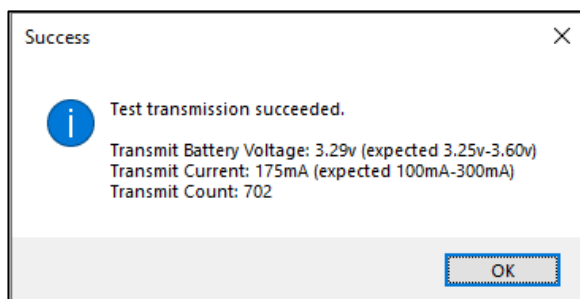 Success
Test transmission succeeded.
Transmit Battery Voltage: 3.29v (expected 3.25v-3.60v)
Transmit Current: 175mA (expected 100mA-300mA)
Transmit Count: 702
OK